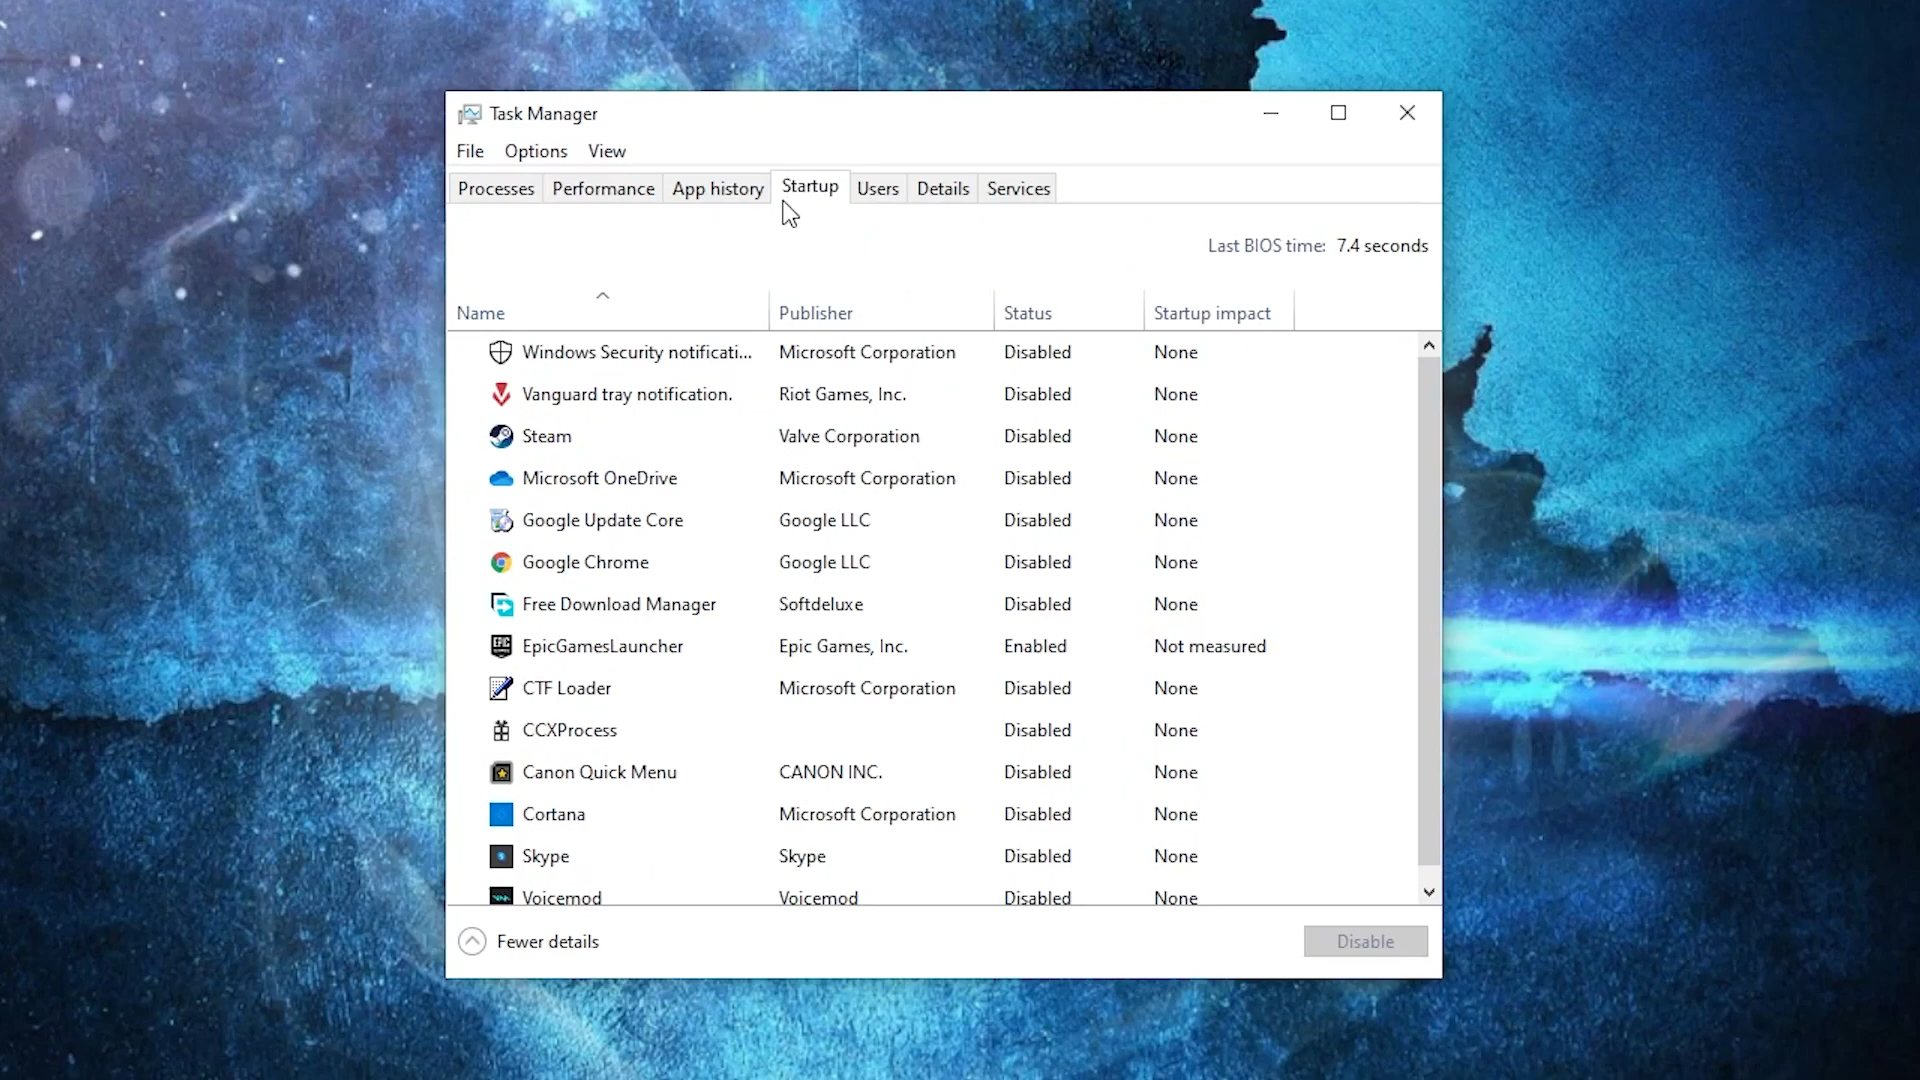 Task Manager
File Options View
Processes Performance App history Startup Users Details Services
Last BIOS time: 7.4 seconds
Name Publisher Status Startup impact
Windows Security notificati... Microsoft Corporation Disabled None
Vanguard tray notification. Riot Games, Inc. Disabled None
Steam Valve Corporation Disabled None
Microsoft OneDrive Microsoft Corporation Disabled None
Google Update Core Google LLC Disabled None
Google Chrome Google LLC Disabled None
Free Download Manager Softdeluxe Disabled None
EPIC EpicGamesLauncher Epic Games, Inc. Enabled Not measured
CTF Loader Microsoft Corporation Disabled None
CCXProcess Disabled None
Canon Quick Menu CANON INC. Disabled None
Cortana Microsoft Corporation Disabled None
Skype Skype Disabled None
Voicemod Voicemod Disabled None
Fewer details Disable